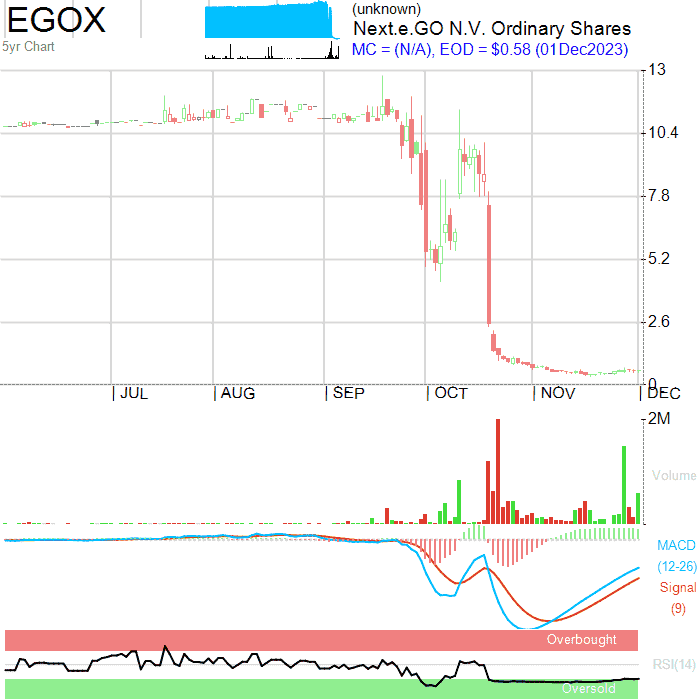 EGOX
5yr Chart
(unknown)
Next.e.GO N.V. Ordinary Shares
MC = (N/A), EOD = $0.58 (01Dec2023)
13
10.4
7.8
5.2
2.6
0
JUL AUG SEP OCT NOV DEC
2M
Volume
MACD
(12-26)
Signal
(9)
Overbought
RSI(14)
Oversold